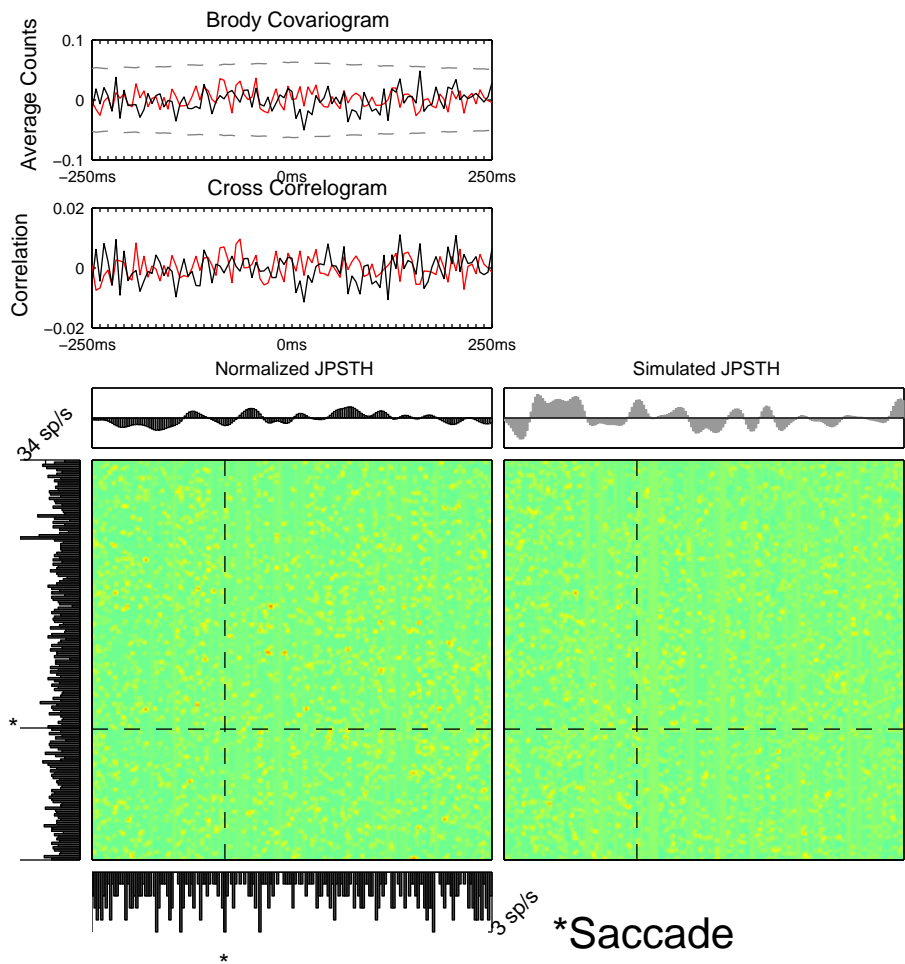 Brody Covariogram
0.1
Average Counts
0
−0.1
−250ms
0ms
250ms
Cross Correlogram
0.02
Correlation
0
−0.02
−250ms
0ms
250ms
Normalized JPSTH
Simulated JPSTH
34 sp/s
*
3 sp/s
*Saccade
*